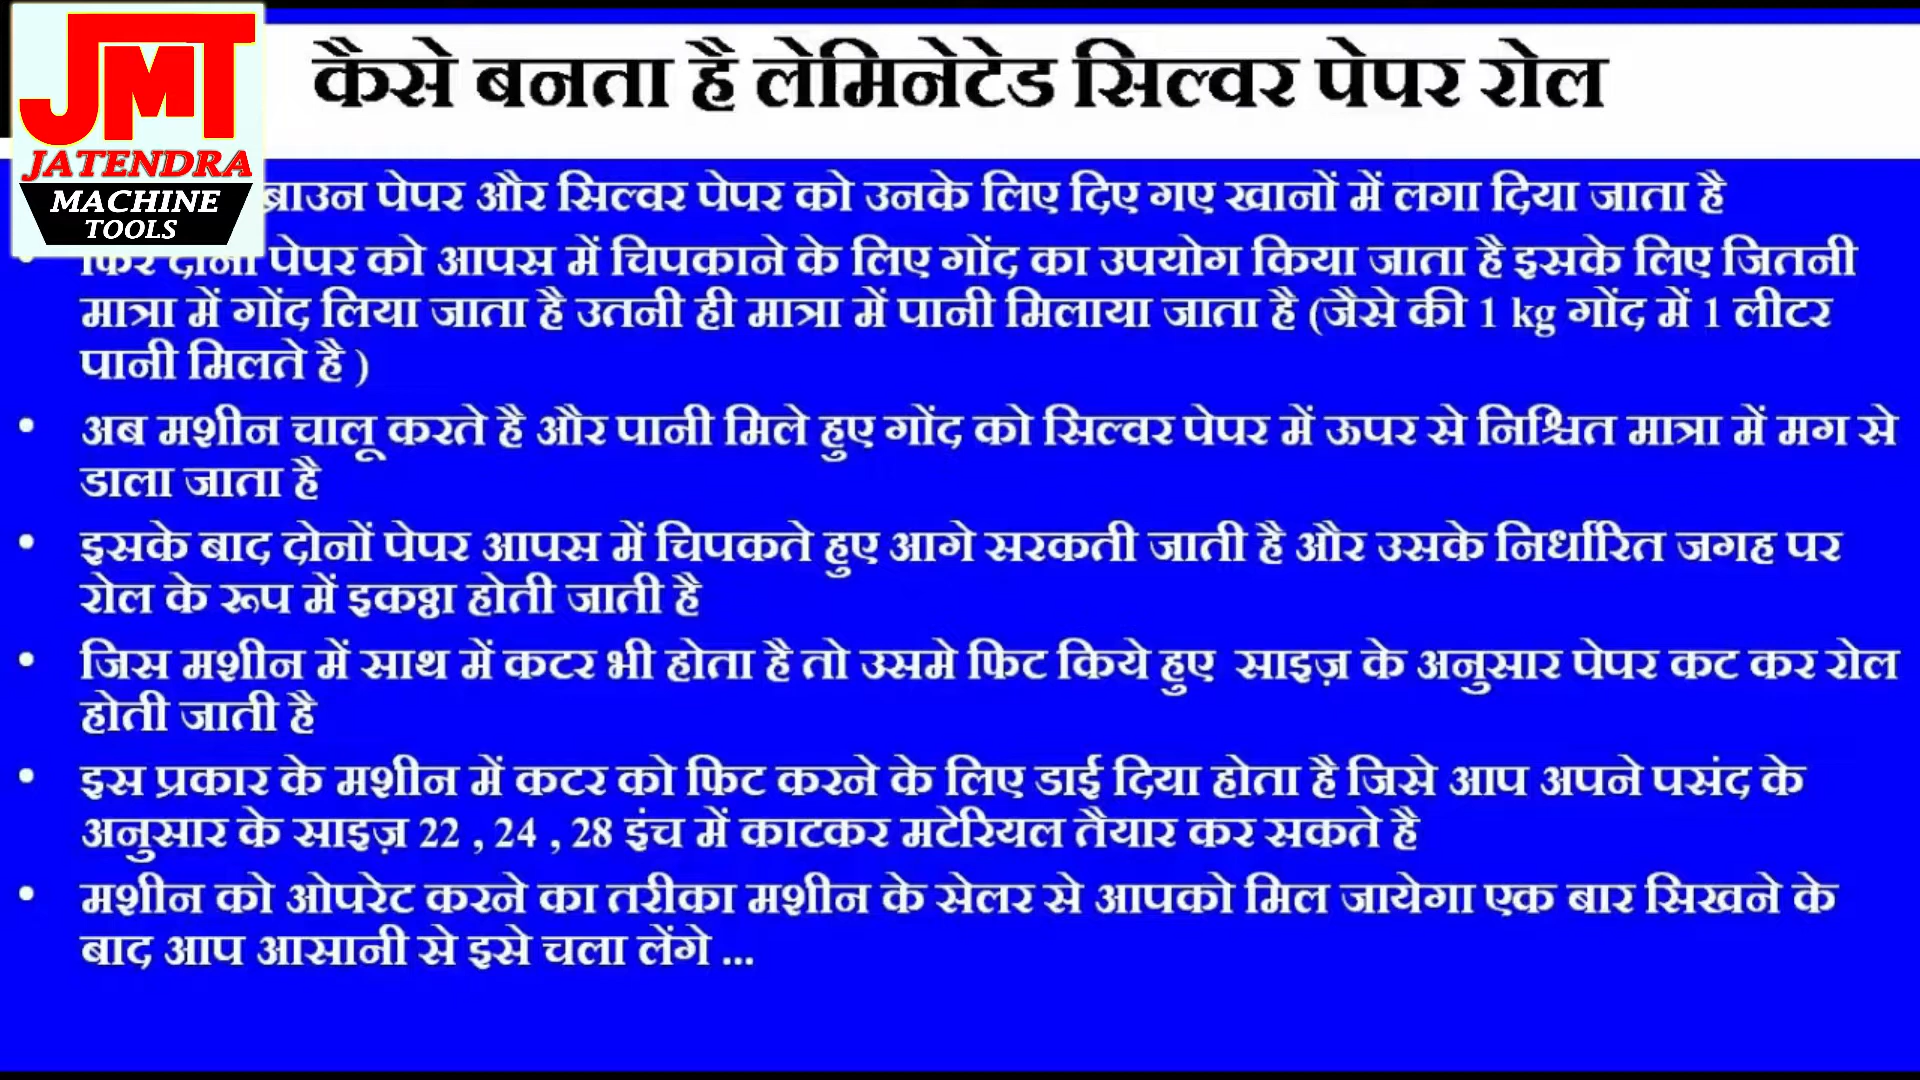 JMT
JATENDRA
MACHINE
TOOLS
कैसे बनता है लेमिनेटेड सिल्वर पेपर रोल
ब्राउन पेपर और सिल्वर पेपर को उनके लिए दिए गए खानों में लगा दिया जाता है
• फिर दोनों पेपर को आपस में चिपकाने के लिए गोंद का उपयोग किया जाता है इसके लिए जितनी
मात्रा में गोंद लिया जाता है उतनी ही मात्रा में पानी मिलाया जाता है (जैसे की 1 kg गोंद में 1 लीटर
पानी मिलते है )
• अब मशीन चालू करते है और पानी मिले हुए गोंद को सिल्वर पेपर में ऊपर से निश्चित मात्रा में मग से
डाला जाता है
• इसके बाद दोनों पेपर आपस में चिपकते हुए आगे सरकती जाती है और उसके निर्धारित जगह पर
रोल के रूप में इकठ्ठा होती जाती है
• जिस मशीन में साथ में कटर भी होता है तो उसमे फिट किये हुए साइज़ के अनुसार पेपर कट कर रोल
होती जाती है
• इस प्रकार के मशीन में कटर को फिट करने के लिए डाई दिया होता है जिसे आप अपने पसंद के
अनुसार के साइज़ 22 , 24 , 28 इंच में काटकर मटेरियल तैयार कर सकते है
• मशीन को ओपरेट करने का तरीका मशीन के सेलर से आपको मिल जायेगा एक बार सिखने के
बाद आप आसानी से इसे चला लेंगे ...